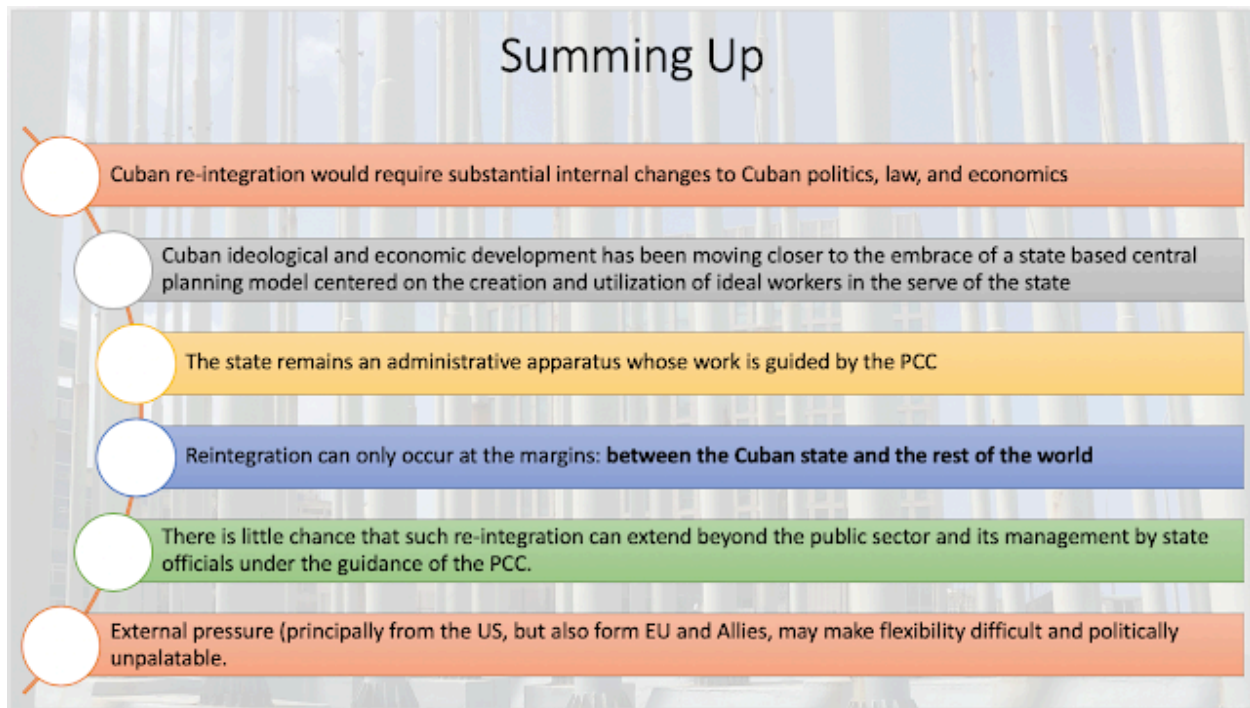 Summing Up
Cuban re-integration would require substantial internal changes to Cuban politics, law, and economics
Cuban ideological and economic development has been moving closer to the embrace of a state based central
planning model centered on the creation and utilization of ideal workers in the serve of the state
The state remains an administrative apparatus whose work is guided by the PCC
Reintegration can only occur at the margins: between the Cuban state and the rest of the world
There is little chance that such re-integration can extend beyond the public sector and its management by state
officials under the guidance of the PCC.
External pressure (principally from the US, but also form EU and Allies, may make flexibility difficult and politically
unpalatable.